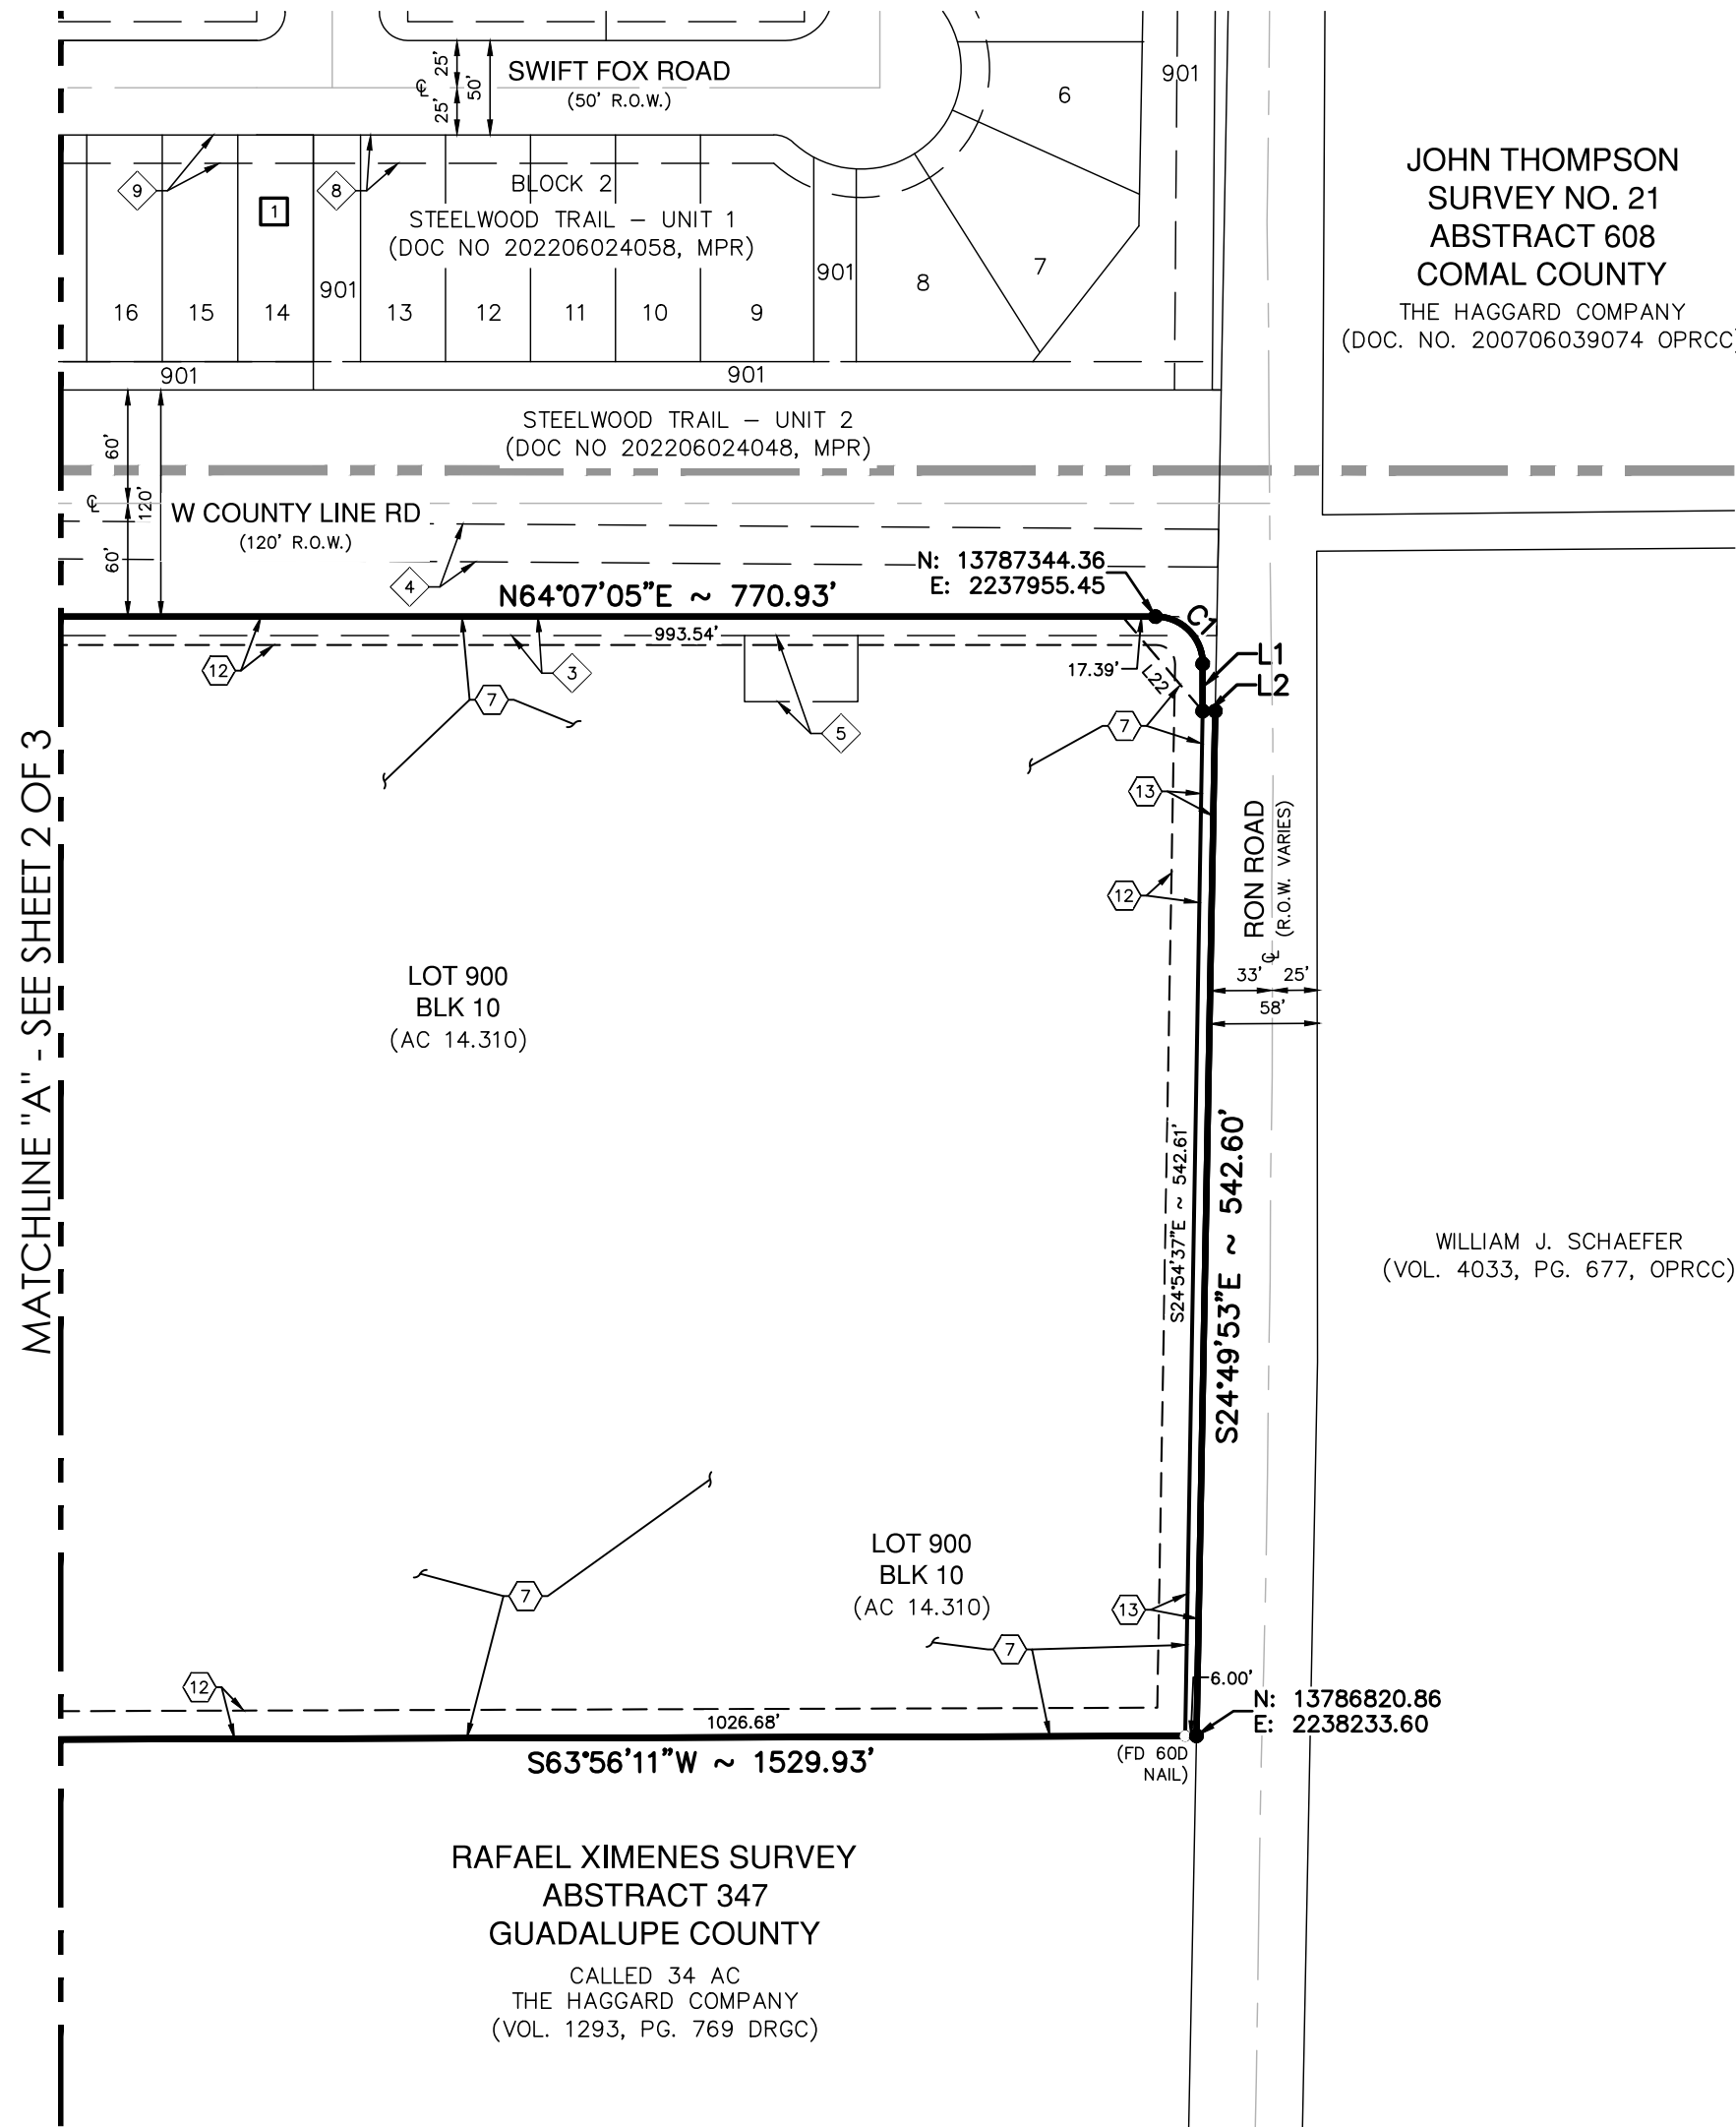 SWIFT FOX ROAD
(50' R.O.W.)
25'
50'
25'
℄
901
6
9
8
1
BLOCK 2
STEELWOOD TRAIL – UNIT 1
(DOC NO 202206024058, MPR)
16
15
14
901
13
12
11
10
9
901
8
7
901
901
JOHN THOMPSON
SURVEY NO. 21
ABSTRACT 608
COMAL COUNTY
THE HAGGARD COMPANY
(DOC. NO. 200706039074 OPRCC)
STEELWOOD TRAIL – UNIT 2
(DOC NO 202206024048, MPR)
60'
120'
60'
℄
W COUNTY LINE RD
(120' R.O.W.)
4
N: 13787344.36
E: 2237955.45
N64°07'05"E ~ 770.93'
C1
993.54'
17.39'
L22
L1
L2
12
3
7
5
7
13
12
MATCHLINE "A" - SEE SHEET 2 OF 3
RON ROAD
(R.O.W. VARIES)
℄
33'
25'
58'
LOT 900
BLK 10
(AC 14.310)
S24°54'37"E ~ 542.61'
S24°49'53"E ~ 542.60'
WILLIAM J. SCHAEFER
(VOL. 4033, PG. 677, OPRCC)
LOT 900
BLK 10
(AC 14.310)
7
13
7
12
6.00'
N: 13786820.86
E: 2238233.60
1026.68'
S63°56'11"W ~ 1529.93'
(FD 60D
NAIL)
RAFAEL XIMENES SURVEY
ABSTRACT 347
GUADALUPE COUNTY
CALLED 34 AC
THE HAGGARD COMPANY
(VOL. 1293, PG. 769 DRGC)